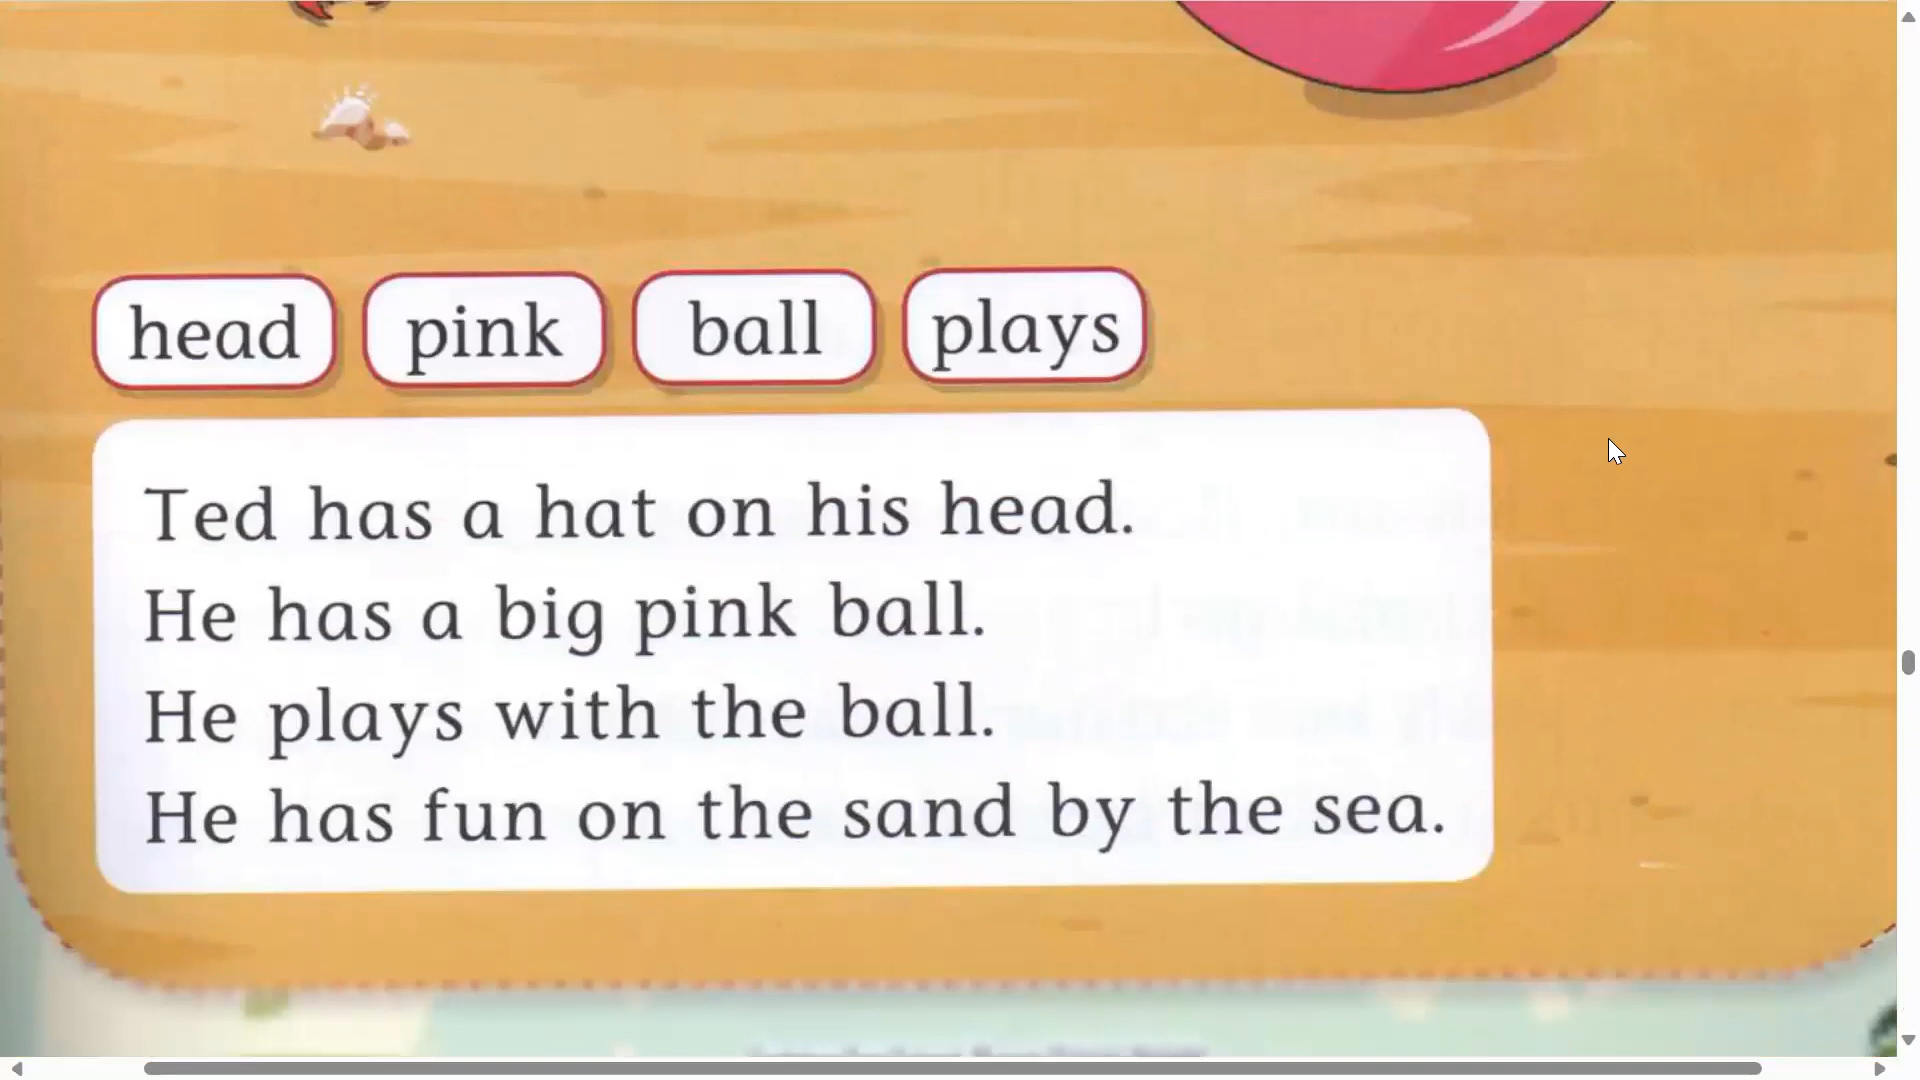 head
pink
ball
plays
Ted has a hat on his head.
He has a big pink ball.
He plays with the ball.
He has fun on the sand by the sea.